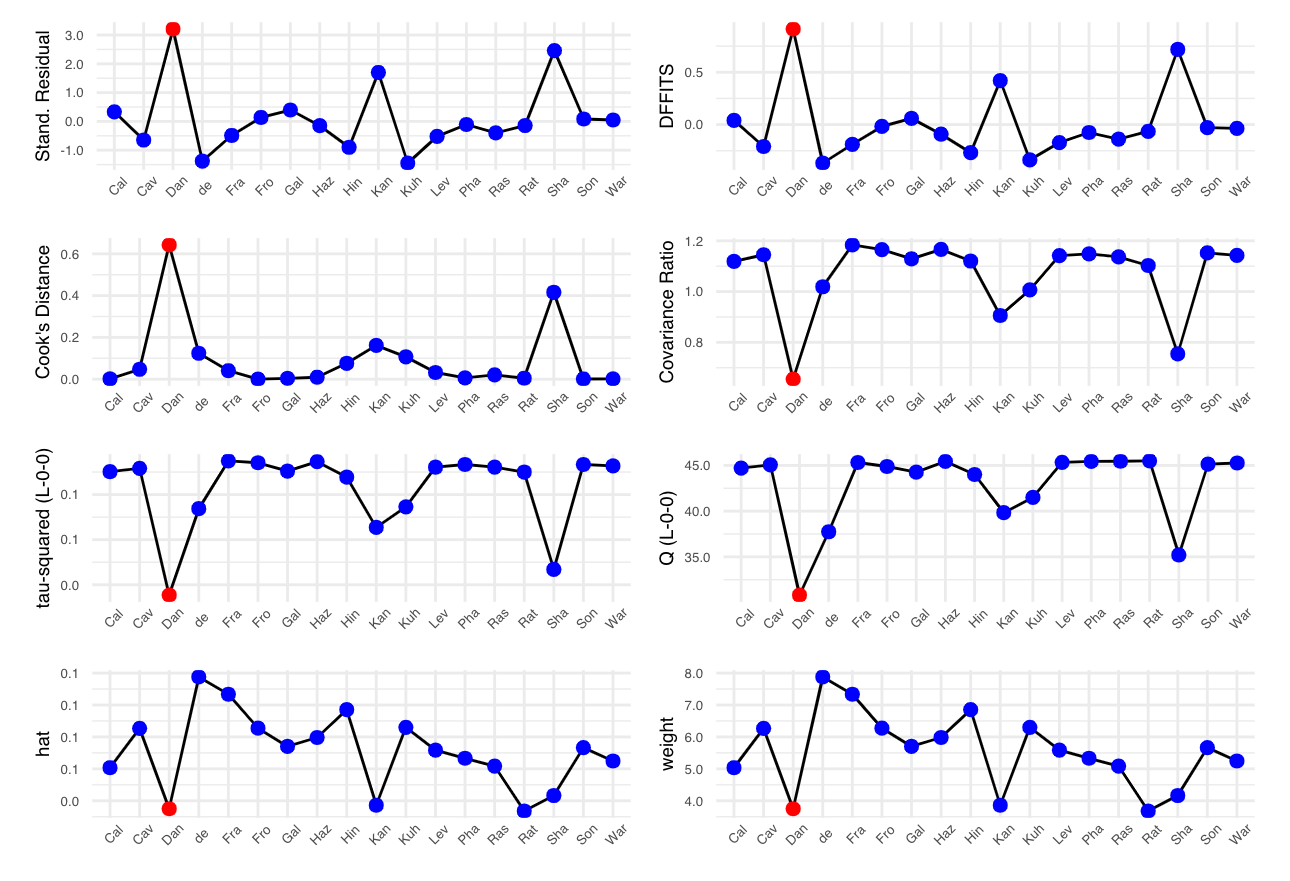 Stand. Residual
3.0
2.0
1.0
0.0
-1.0
Cal Cav Dan de Fra Fro Gal Haz Hin Kan Kuh Lev Pha Ras Rat Sha Son War
DFFITS
0.5
0.0
Cal Cav Dan de Fra Fro Gal Haz Hin Kan Kuh Lev Pha Ras Rat Sha Son War
Cook's Distance
0.6
0.4
0.2
0.0
Cal Cav Dan de Fra Fro Gal Haz Hin Kan Kuh Lev Pha Ras Rat Sha Son War
Covariance Ratio
1.2
1.0
0.8
Cal Cav Dan de Fra Fro Gal Haz Hin Kan Kuh Lev Pha Ras Rat Sha Son War
tau-squared (L-0-0)
0.1
0.1
0.0
Cal Cav Dan de Fra Fro Gal Haz Hin Kan Kuh Lev Pha Ras Rat Sha Son War
Q (L-0-0)
45.0
40.0
35.0
Cal Cav Dan de Fra Fro Gal Haz Hin Kan Kuh Lev Pha Ras Rat Sha Son War
hat
0.1
0.1
0.1
0.1
0.0
Cal Cav Dan de Fra Fro Gal Haz Hin Kan Kuh Lev Pha Ras Rat Sha Son War
weight
8.0
7.0
6.0
5.0
4.0
Cal Cav Dan de Fra Fro Gal Haz Hin Kan Kuh Lev Pha Ras Rat Sha Son War